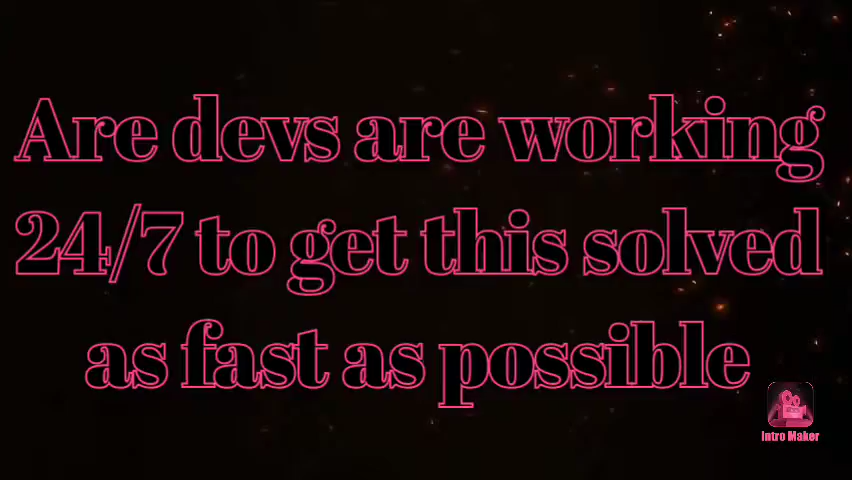 Are devs are working
24/7 to get this solved
as fast as possible
Intro Maker